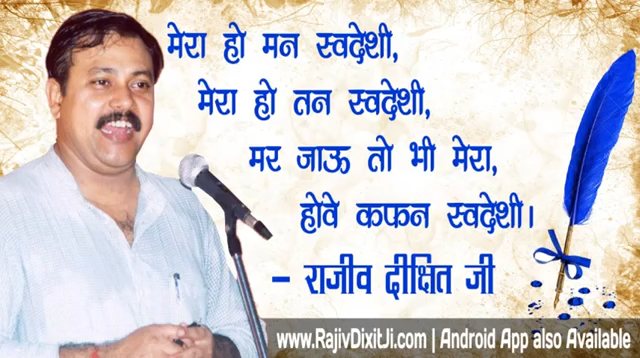 मेरा हो मन स्वदेशी,
मेरा हो तन स्वदेशी,
मर जाऊ तो भी मेरा,
होवे कफन स्वदेशी।
– राजीव दीक्षित जी
www.RajivDixitJi.com | Android App also Available